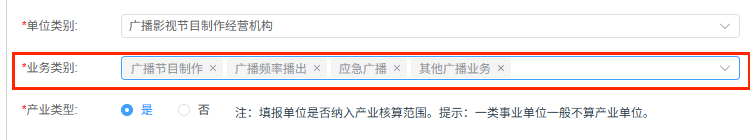 *单位类别: 广播影视节目制作经营机构
*业务类别: 广播节目制作 × 广播频率播出 × 应急广播 × 其他广播业务 ×
*产业类型: 是 否 注：填报单位是否纳入产业核算范围。提示：一类事业单位一般不算产业单位。